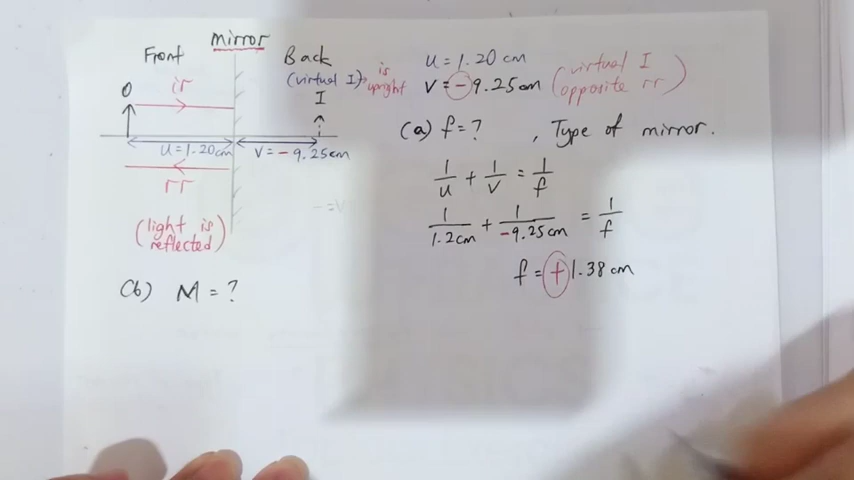 Front Mirror Back
(virtual I) is upright
ir
O
I
u = 1.20 cm
v = - 9.25 cm
rr
(light is reflected)
(b) M = ?
u = 1.20 cm
v = - 9.25 cm (virtual I opposite rr)
(a) f = ? , Type of mirror.
1/u + 1/v = 1/f
1/1.2cm + 1/-9.25cm = 1/f
f = + 1.38 cm